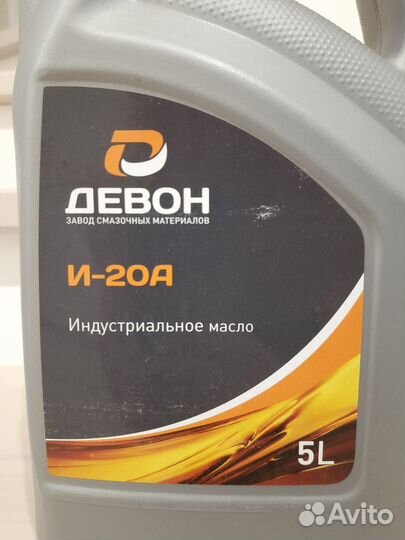 ДЕВОН
ЗАВОД СМАЗОЧНЫХ МАТЕРИАЛОВ
И-20А
Индустриальное масло
5L
Avito